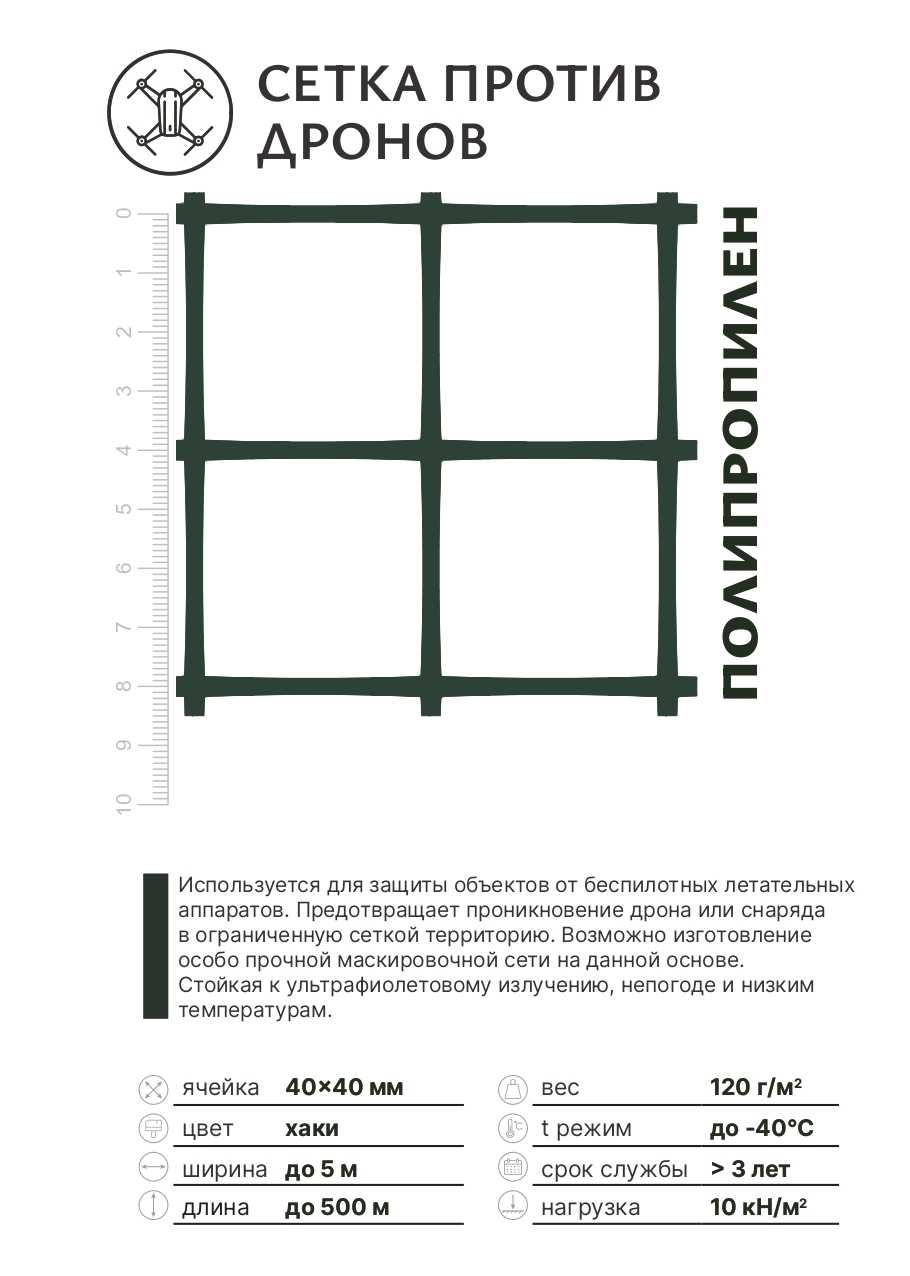 СЕТКА ПРОТИВ
ДРОНОВ
0
1
2
3
4
5
6
7
8
9
10
ПОЛИПРОПИЛЕН
Используется для защиты объектов от беспилотных летательных
аппаратов. Предотвращает проникновение дрона или снаряда
в ограниченную сеткой территорию. Возможно изготовление
особо прочной маскировочной сети на данной основе.
Стойкая к ультрафиолетовому излучению, непогоде и низким
температурам.
ячейка 40×40 мм
цвет хаки
ширина до 5 м
длина до 500 м
вес 120 г/м²
°C
t режим до -40°C
срок службы > 3 лет
нагрузка 10 кН/м²